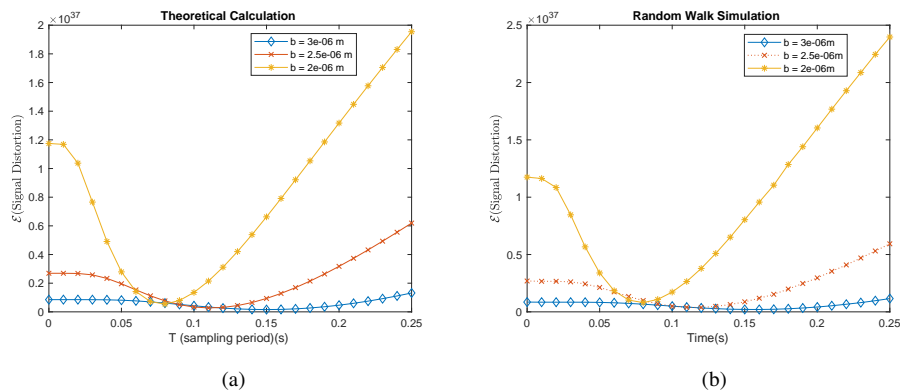 Theoretical Calculation
×10^37
2
1.8
1.6
1.4
1.2
1
0.8
0.6
0.4
0.2
0
ℰ(Signal Distortion)
b = 3e-06 m
b = 2.5e-06 m
b = 2e-06 m
0 0.05 0.1 0.15 0.2 0.25
T (sampling period)(s)
(a)
Random Walk Simulation
×10^37
2.5
2
1.5
1
0.5
0
ℰ(Signal Distortion)
b = 3e-06m
b = 2.5e-06m
b = 2e-06m
0 0.05 0.1 0.15 0.2 0.25
Time(s)
(b)